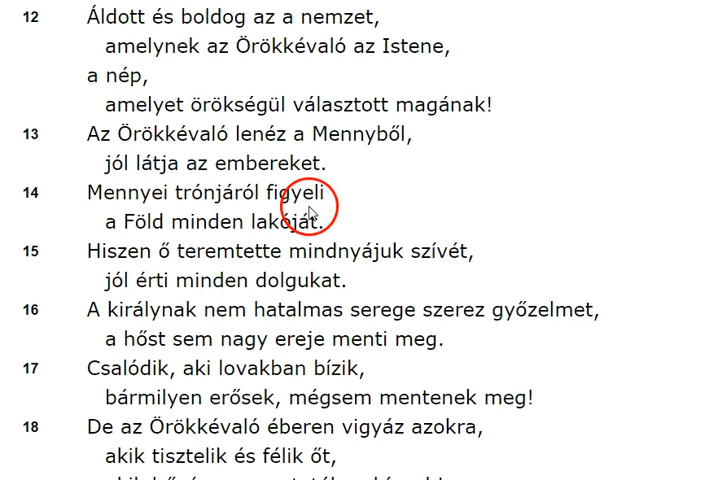 12 Áldott és boldog az a nemzet,
amelynek az Örökkévaló az Istene,
a nép,
amelyet örökségül választott magának!
13 Az Örökkévaló lenéz a Mennyből,
jól látja az embereket.
14 Mennyei trónjáról figyeli
a Föld minden lakóját.
15 Hiszen ő teremtette mindnyájuk szívét,
jól érti minden dolgukat.
16 A királynak nem hatalmas serege szerez győzelmet,
a hőst sem nagy ereje menti meg.
17 Csalódik, aki lovakban bízik,
bármilyen erősek, mégsem mentenek meg!
18 De az Örökkévaló éberen vigyáz azokra,
akik tisztelik és félik őt,